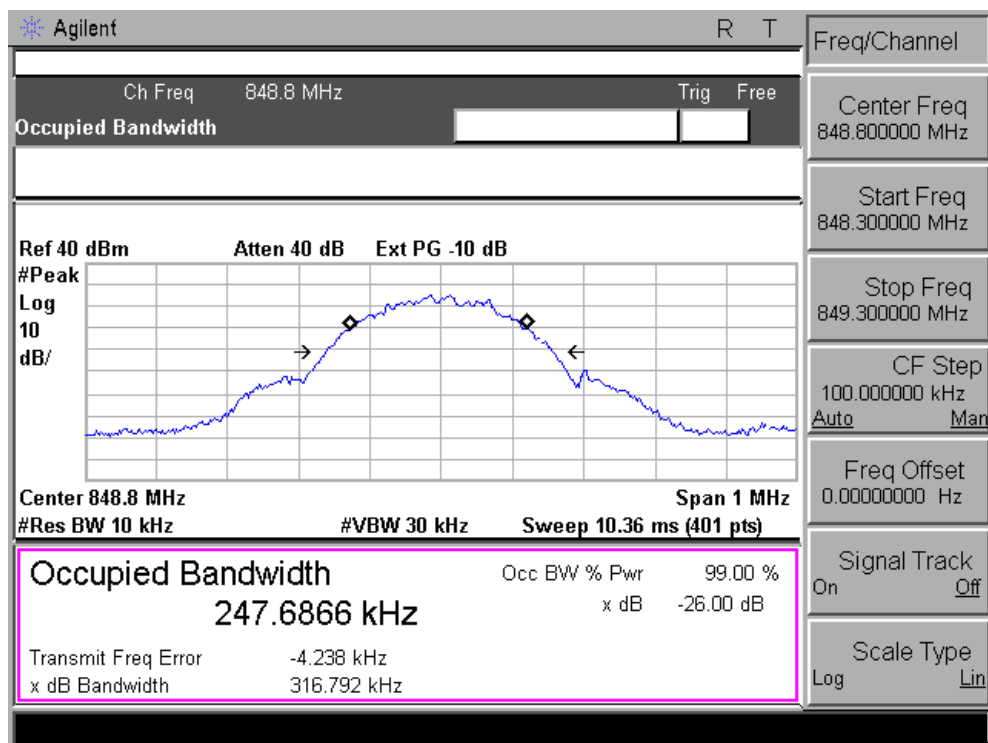 Agilent R T
Ch Freq 848.8 MHz Trig Free
Occupied Bandwidth
Ref 40 dBm Atten 40 dB Ext PG -10 dB
#Peak
Log
10
dB/
Center 848.8 MHz Span 1 MHz
#Res BW 10 kHz #VBW 30 kHz Sweep 10.36 ms (401 pts)
Occupied Bandwidth Occ BW % Pwr 99.00 %
247.6866 kHz x dB -26.00 dB
Transmit Freq Error -4.238 kHz
x dB Bandwidth 316.792 kHz
Freq/Channel
Center Freq
848.800000 MHz
Start Freq
848.300000 MHz
Stop Freq
849.300000 MHz
CF Step
100.000000 kHz
Auto Man
Freq Offset
0.00000000 Hz
Signal Track
On Off
Scale Type
Log Lin